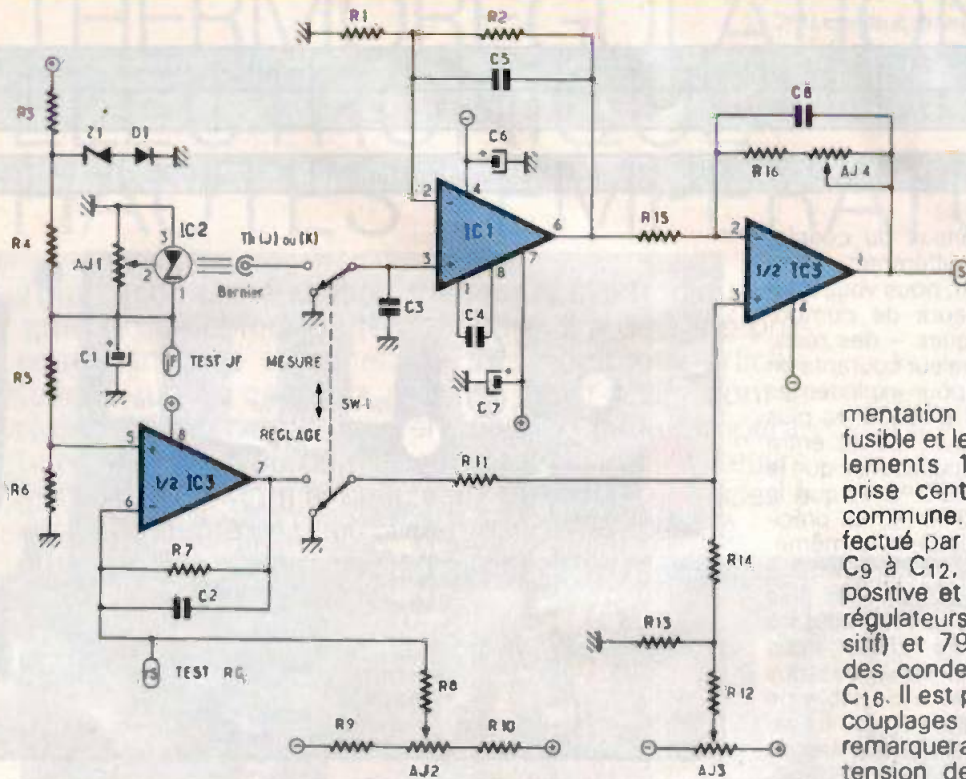 R1
R2
C5
R3
Z1
D1
C6
C8
R16
AJ4
R4
IC2
AJ1
Th (J) ou (K)
Bornier
IC1
R15
1/2 IC3
S
C1
TEST JF
JF
C3
C4
C7
MESURE
SW-1
REGLAGE
R5
R6
1/2 IC3
R11
R7
C2
R14
R13
TEST RG
R8
R12
R9
R10
AJ2
AJ3
mentation
fusible et le
lements 1
prise cent
commune.
fectué par
C9 à C12,
positive et
régulateurs
sitif) et 79
des conde
C16. Il est p
couplages
remarquera
tension de